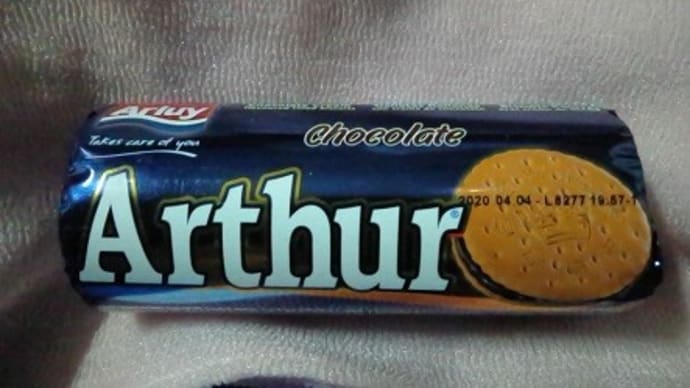 Arluy
Takes care of you
Chocolate
Arthur®
2020 04 04 - L8277 19:57-1